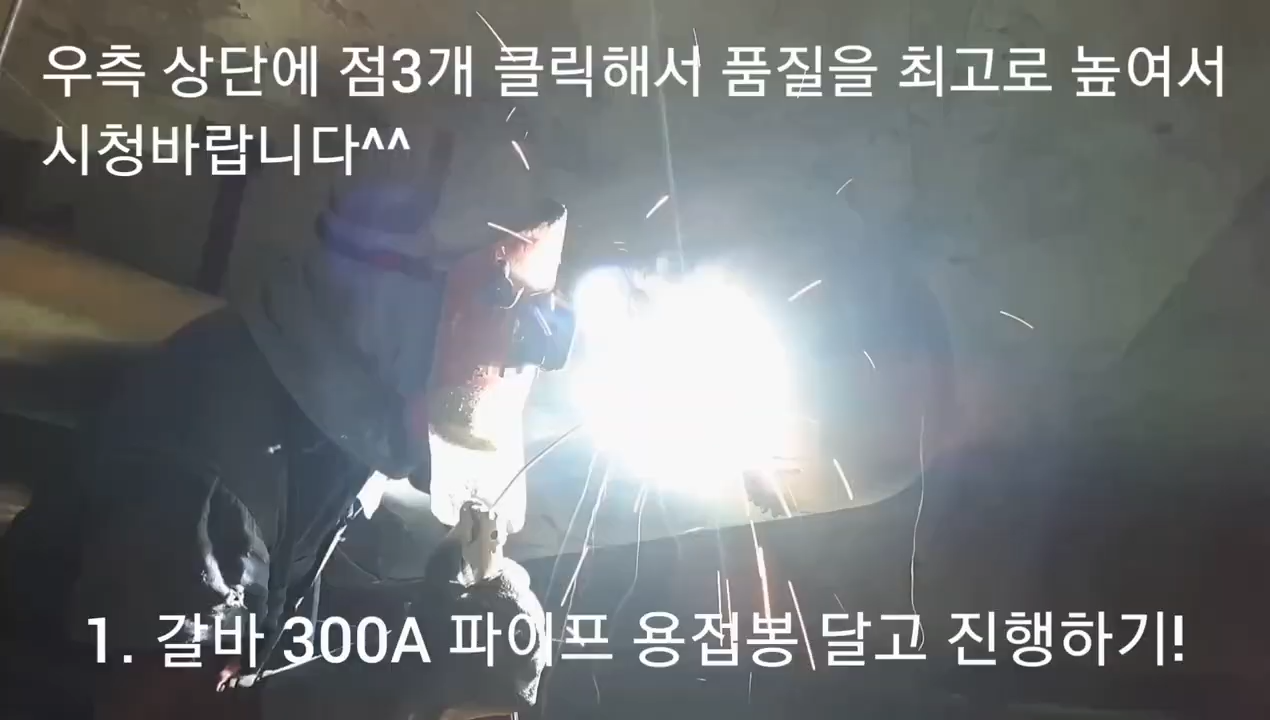 우측 상단에 점3개 클릭해서 품질을 최고로 높여서
시청바랍니다^^
1. 갈바 300A 파이프 용접봉 달고 진행하기!